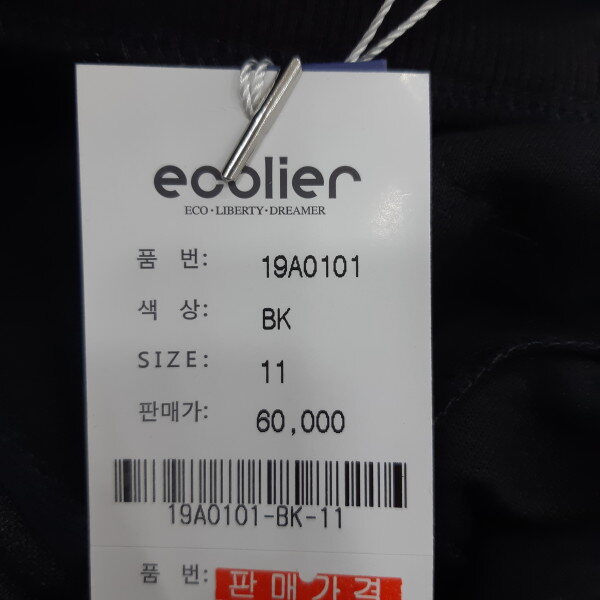 ecolier
ECO·LIBERTY·DREAMER
품 번: 19A0101
색 상: BK
SIZE: 11
판매가: 60,000
19A0101-BK-11
품 번:
판매가격